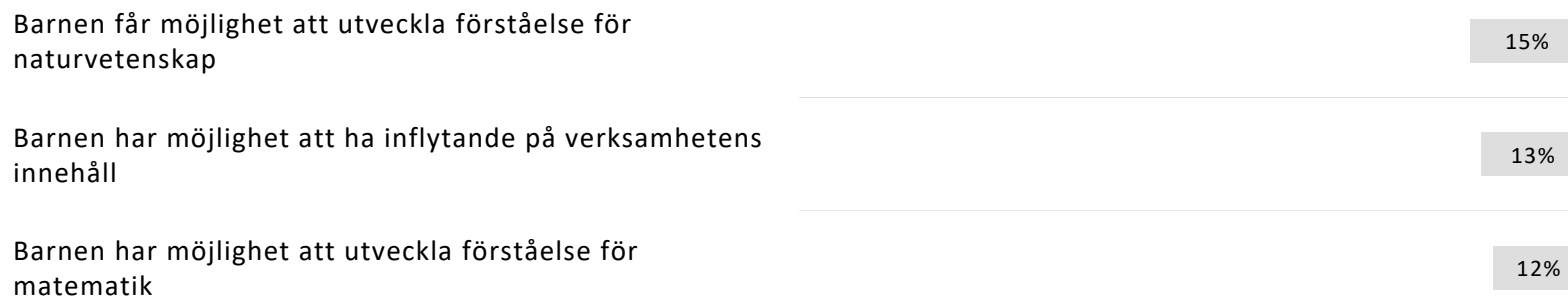 Barnen får möjlighet att utveckla förståelse för
naturvetenskap
15%
Barnen har möjlighet att ha inflytande på verksamhetens
innehåll
13%
Barnen har möjlighet att utveckla förståelse för
matematik
12%